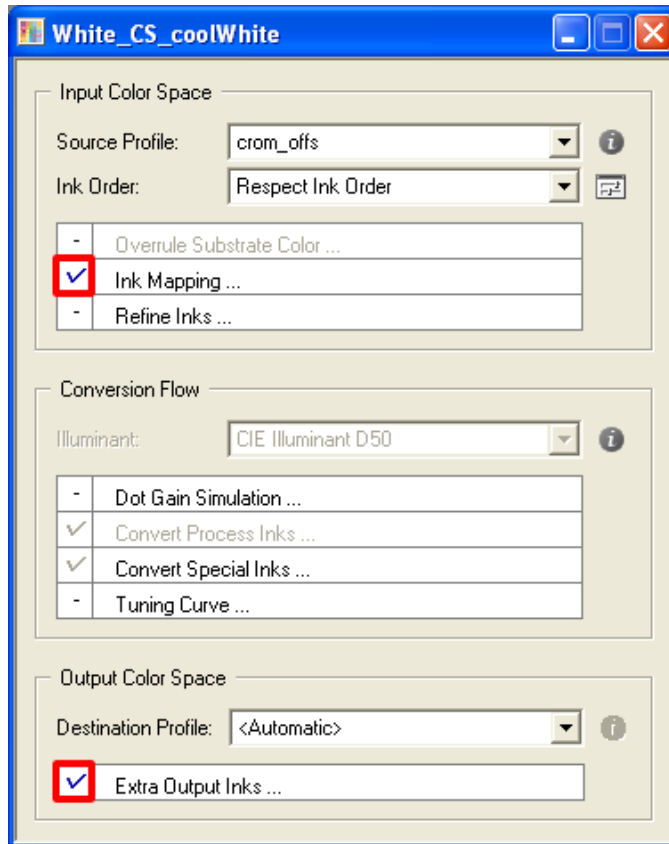 White_CS_coolWhite
Input Color Space
Source Profile: crom_offs
Ink Order: Respect Ink Order
- Overrule Substrate Color ...
Ink Mapping ...
- Refine Inks ...
Conversion Flow
Illuminant: CIE Illuminant D50
- Dot Gain Simulation ...
Convert Process Inks ...
Convert Special Inks ...
- Tuning Curve ...
Output Color Space
Destination Profile: <Automatic>
Extra Output Inks ...